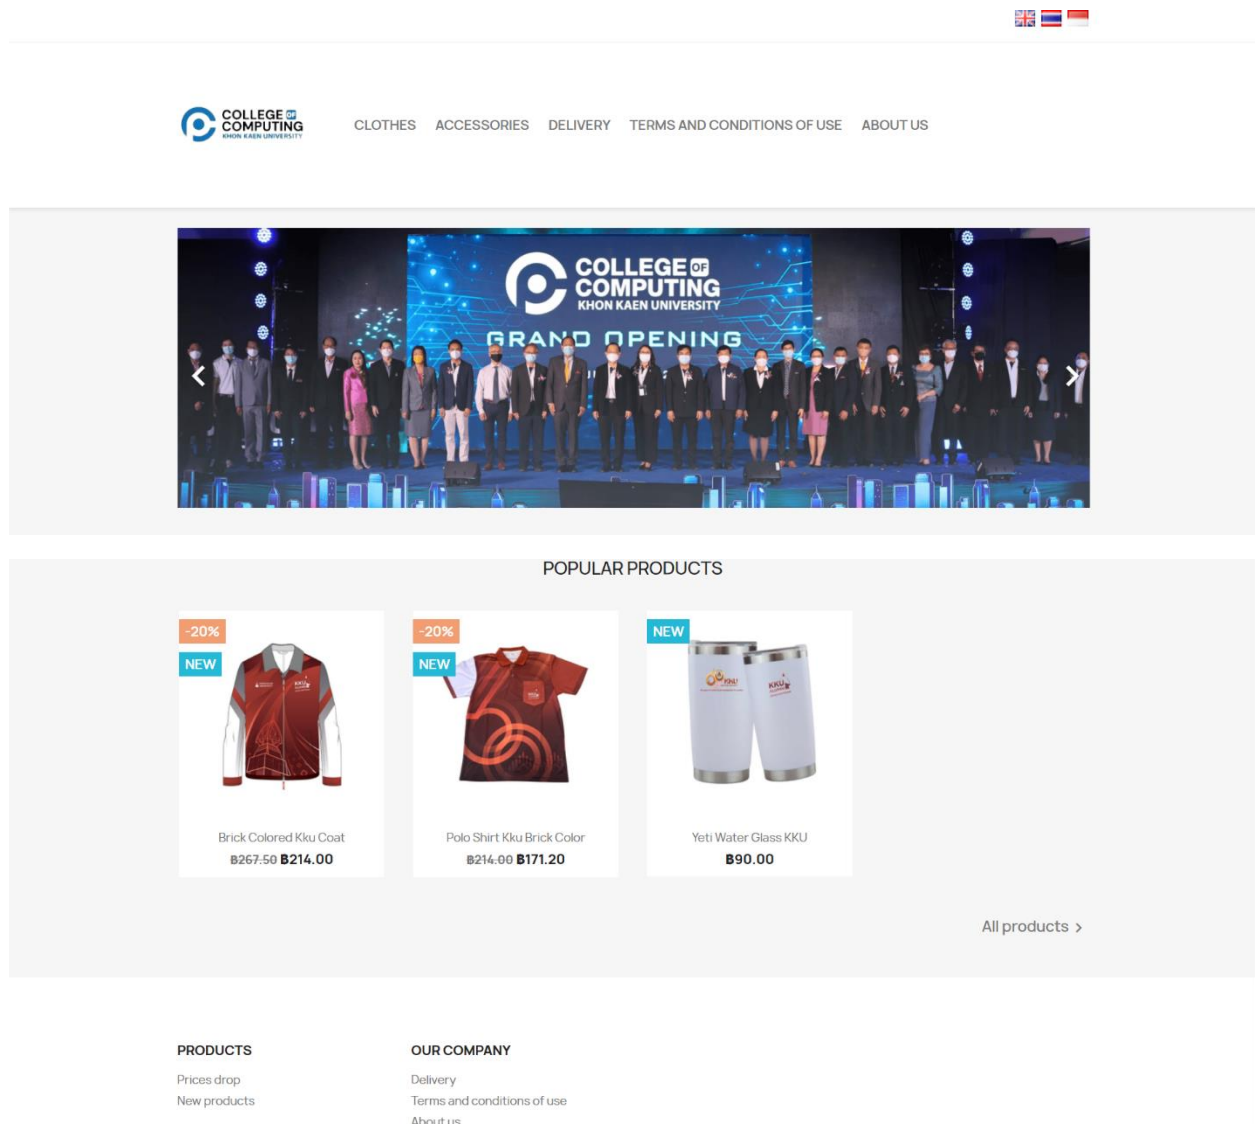 COLLEGE OF
COMPUTING
KHON KAEN UNIVERSITY
CLOTHES ACCESSORIES DELIVERY TERMS AND CONDITIONS OF USE ABOUT US
COLLEGE OF
COMPUTING
KHON KAEN UNIVERSITY
GRAND OPENING
POPULAR PRODUCTS
-20%
NEW
-20%
NEW
NEW
KKU
KKU
Brick Colored Kku Coat
฿267.50 ฿214.00
Polo Shirt Kku Brick Color
฿214.00 ฿171.20
Yeti Water Glass KKU
฿90.00
All products
PRODUCTS
Prices drop
New products
OUR COMPANY
Delivery
Terms and conditions of use
About us